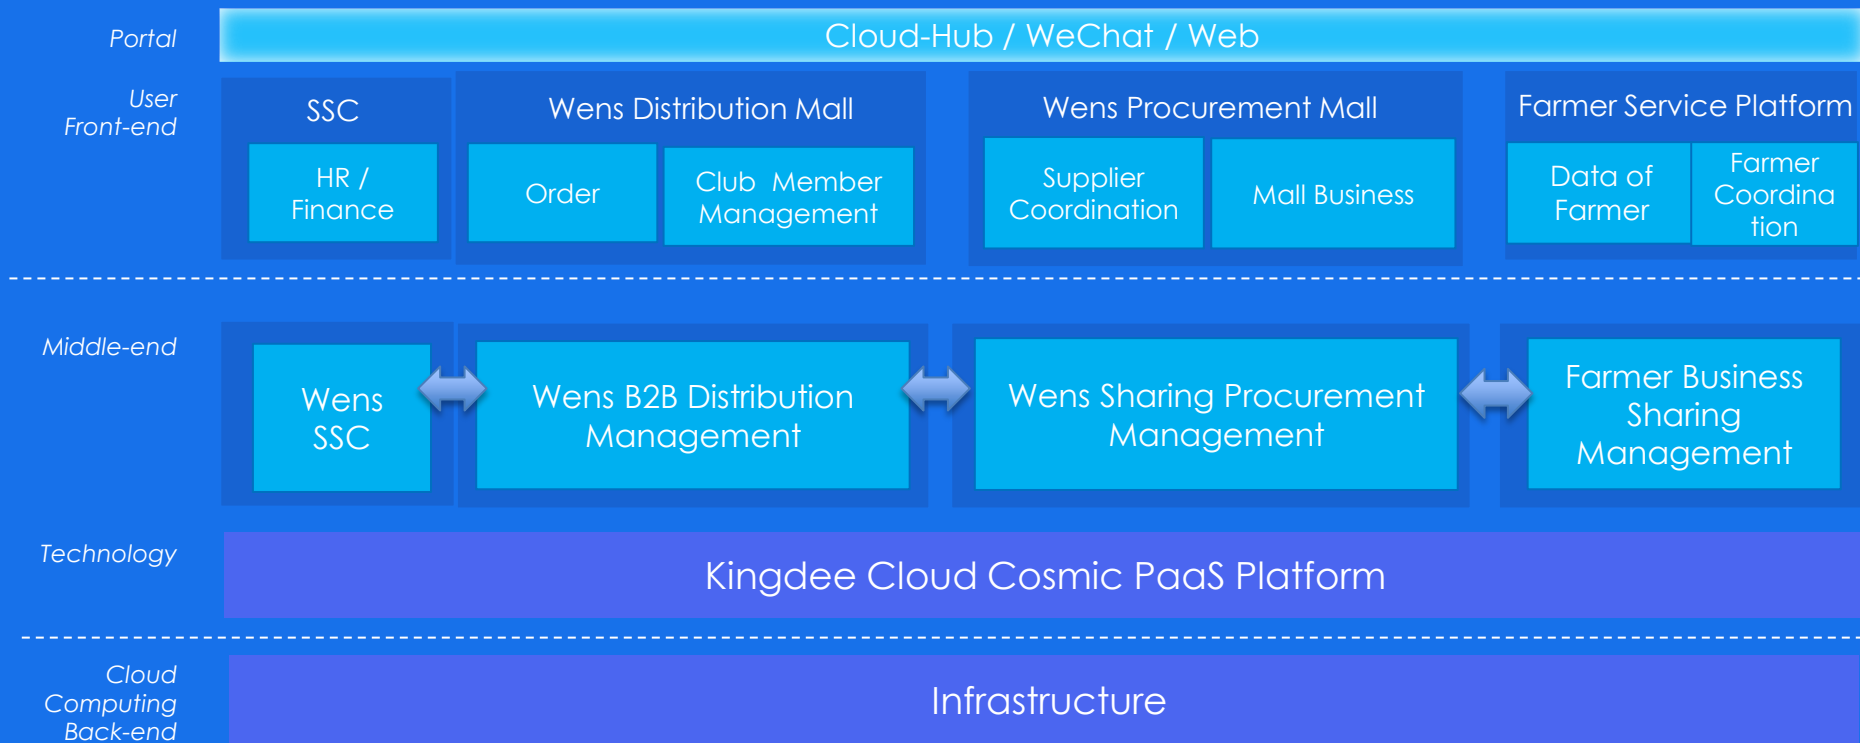 Portal
Cloud-Hub / WeChat / Web
User
Front-end
SSC
HR /
Finance
Wens Distribution Mall
Order
Club Member
Management
Wens Procurement Mall
Supplier
Coordination
Mall Business
Farmer Service Platform
Data of
Farmer
Farmer
Coordina
tion
Middle-end
Wens
SSC
Wens B2B Distribution
Management
Wens Sharing Procurement
Management
Farmer Business
Sharing
Management
Technology
Kingdee Cloud Cosmic PaaS Platform
Cloud
Computing
Back-end
Infrastructure